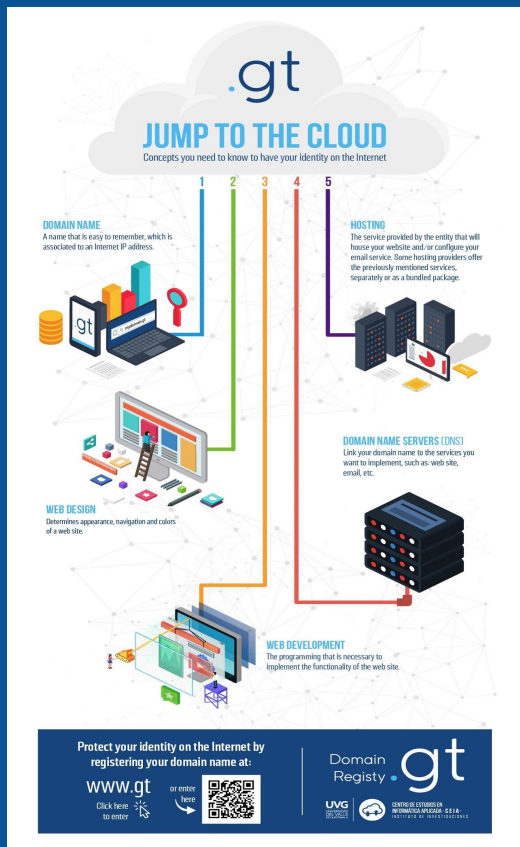 .gt
JUMP TO THE CLOUD
Concepts you need to know to have your identity on the Internet
1 2 3 4 5
DOMAIN NAME
A name that is easy to remember, which is
associated to an Internet IP address.
.gt
mydomain.gt
HOSTING
The service provided by the entity that will
house your website and/or configure your
email service. Some hosting providers offer
the previously mentioned services,
separately or as a bundled package.
WEB DESIGN
Determines appearance, navigation and colors
of a web site.
DOMAIN NAME SERVERS (DNS)
Link your domain name to the services you
want to implement, such as: web site,
email, etc.
WEB DEVELOPMENT
The programming that is necessary to
implement the functionality of the web site.
Protect your identity on the Internet by
registering your domain name at:
www.gt
Click here
to enter
or enter
here
Domain
Registy
.gt
UVG
UNIVERSIDAD
DEL VALLE
DE GUATEMALA
CENTRO DE ESTUDIOS EN
INFORMÁTICA APLICADA - CEIA -
INSTITUTO DE INVESTIGACIONES